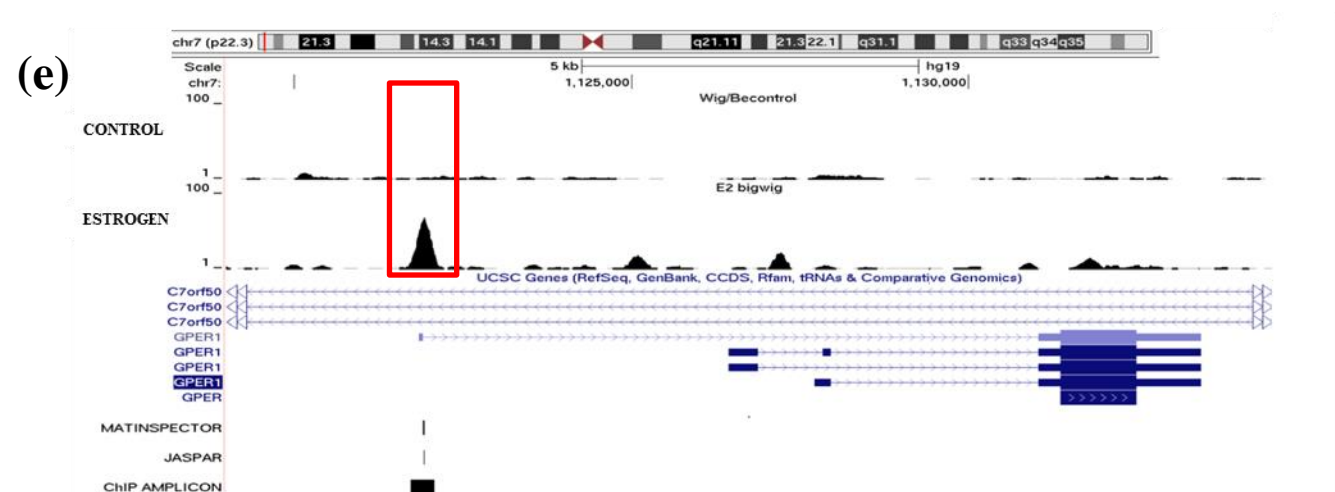 (e)
chr7 (p22.3) 21.3 14.3 14.1 q21.11 21.3 22.1 q31.1 q33 q34 q35
Scale 5 kb hg19
chr7: 1,125,000 1,130,000
100 Wig/Becontrol
CONTROL
1
100 E2 bigwig
ESTROGEN
1
UCSC Genes (RefSeq, GenBank, CCDS, Rfam, tRNAs & Comparative Genomics)
C7orf50
C7orf50
C7orf50
GPER1
GPER1
GPER1
GPER1
GPER
MATINSPECTOR
JASPAR
ChIP AMPLICON